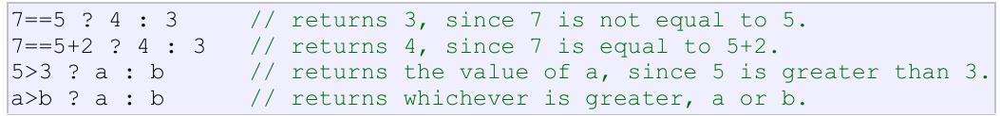 7==5 ? 4 : 3     // returns 3, since 7 is not equal to 5.
7==5+2 ? 4 : 3   // returns 4, since 7 is equal to 5+2.
5>3 ? a : b      // returns the value of a, since 5 is greater than 3.
a>b ? a : b      // returns whichever is greater, a or b.